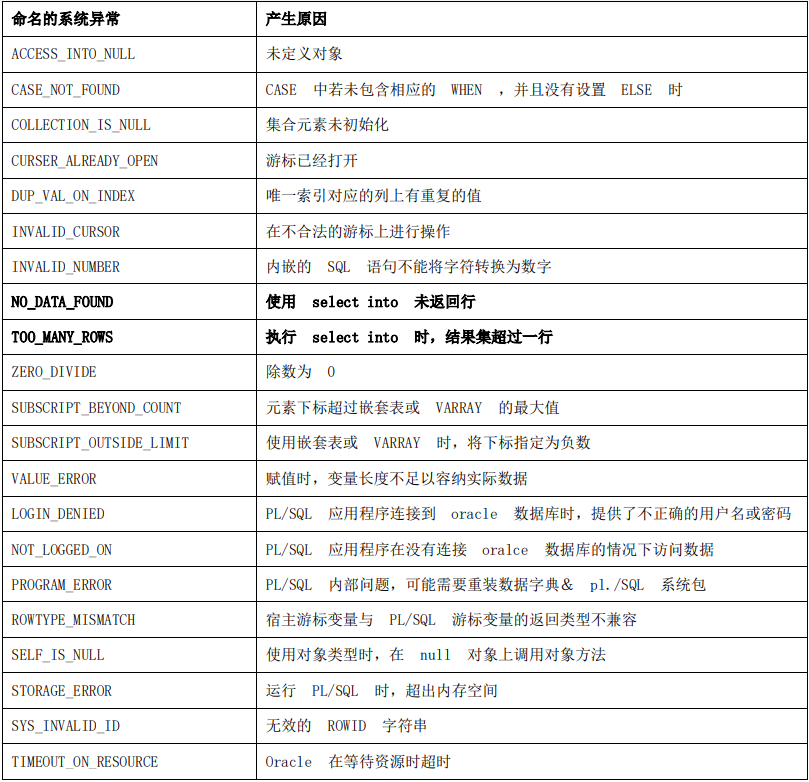 命名的系统异常 产生原因
ACCESS_INTO_NULL 未定义对象
CASE_NOT_FOUND CASE 中若未包含相应的 WHEN ，并且没有设置 ELSE 时
COLLECTION_IS_NULL 集合元素未初始化
CURSER_ALREADY_OPEN 游标已经打开
DUP_VAL_ON_INDEX 唯一索引对应的列上有重复的值
INVALID_CURSOR 在不合法的游标上进行操作
INVALID_NUMBER 内嵌的 SQL 语句不能将字符转换为数字
NO_DATA_FOUND 使用 select into 未返回行
TOO_MANY_ROWS 执行 select into 时，结果集超过一行
ZERO_DIVIDE 除数为 0
SUBSCRIPT_BEYOND_COUNT 元素下标超过嵌套表或 VARRAY 的最大值
SUBSCRIPT_OUTSIDE_LIMIT 使用嵌套表或 VARRAY 时，将下标指定为负数
VALUE_ERROR 赋值时，变量长度不足以容纳实际数据
LOGIN_DENIED PL/SQL 应用程序连接到 oracle 数据库时，提供了不正确的用户名或密码
NOT_LOGGED_ON PL/SQL 应用程序在没有连接 oralce 数据库的情况下访问数据
PROGRAM_ERROR PL/SQL 内部问题，可能需要重装数据字典＆ pl./SQL 系统包
ROWTYPE_MISMATCH 宿主游标变量与 PL/SQL 游标变量的返回类型不兼容
SELF_IS_NULL 使用对象类型时，在 null 对象上调用对象方法
STORAGE_ERROR 运行 PL/SQL 时，超出内存空间
SYS_INVALID_ID 无效的 ROWID 字符串
TIMEOUT_ON_RESOURCE Oracle 在等待资源时超时